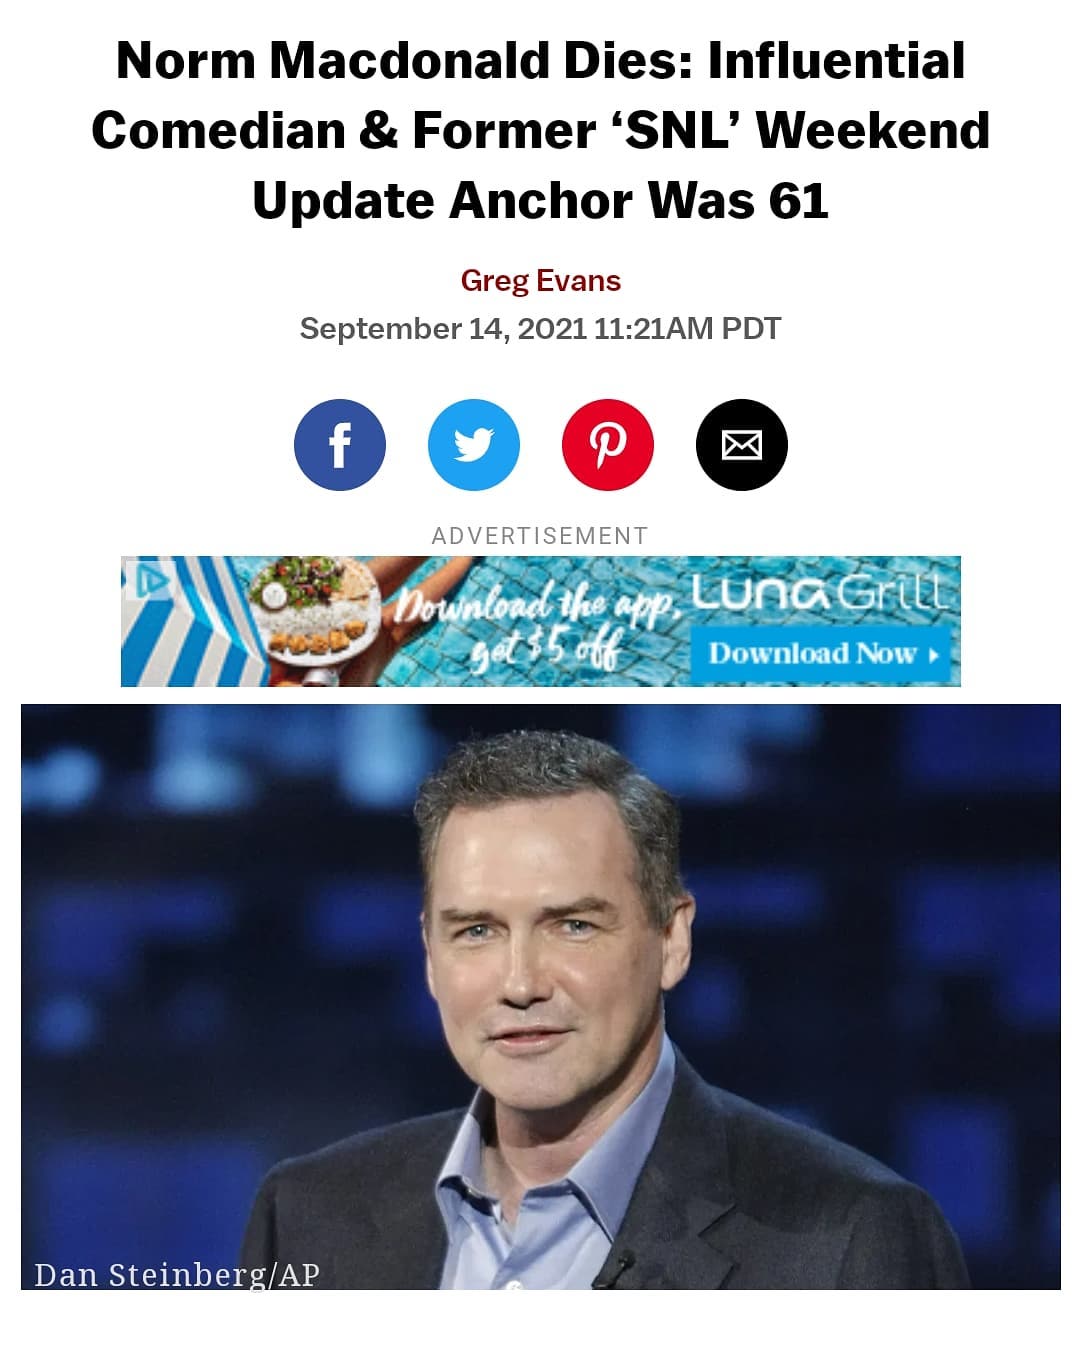 Norm Macdonald Dies: Influential
Comedian & Former ‘SNL’ Weekend
Update Anchor Was 61
Greg Evans
September 14, 2021 11:21AM PDT
ADVERTISEMENT
Download the app,
get $5 off
Luna Grill
Download Now
Dan Steinberg/AP